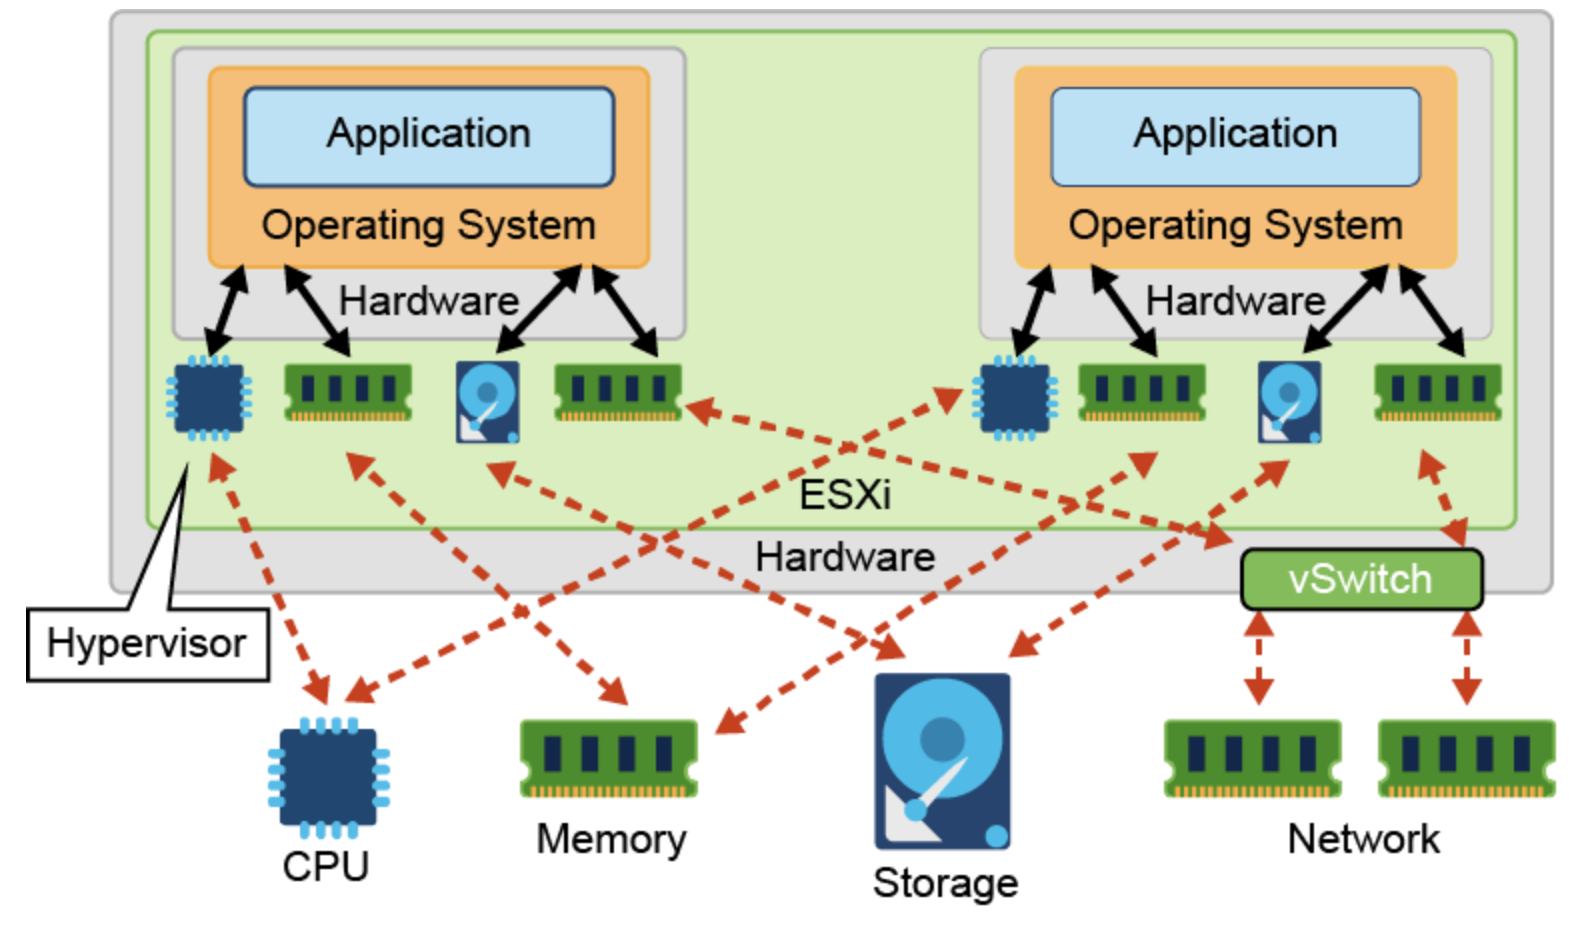 Application
Application
Operating System
Operating System
Hardware
Hardware
ESXi
Hardware
vSwitch
Hypervisor
CPU
Memory
Storage
Network